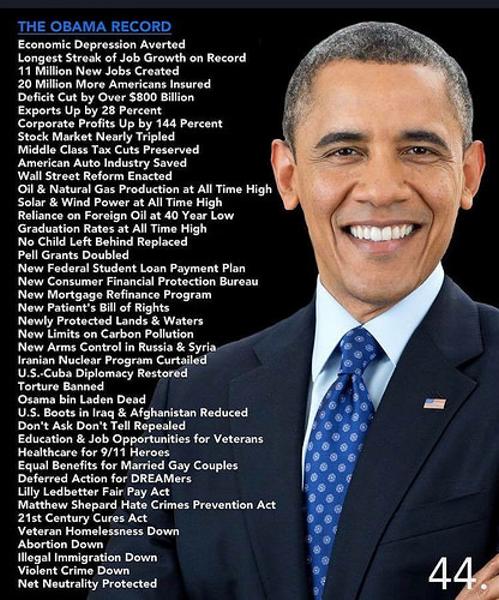 THE OBAMA RECORD
Economic Depression Averted
Longest Streak of Job Growth on Record
11 Million New Jobs Created
20 Million More Americans Insured
Deficit Cut by Over $800 Billion
Exports Up by 28 Percent
Corporate Profits Up by 144 Percent
Stock Market Nearly Tripled
Middle Class Tax Cuts Preserved
American Auto Industry Saved
Wall Street Reform Enacted
Oil & Natural Gas Production at All Time High
Solar & Wind Power at All Time High
Reliance on Foreign Oil at 40 Year Low
Graduation Rates at All Time High
No Child Left Behind Replaced
Pell Grants Doubled
New Federal Student Loan Payment Plan
New Consumer Financial Protection Bureau
New Mortgage Refinance Program
New Patient's Bill of Rights
Newly Protected Lands & Waters
New Limits on Carbon Pollution
New Arms Control in Russia & Syria
Iranian Nuclear Program Curtailed
U.S.-Cuba Diplomacy Restored
Torture Banned
Osama bin Laden Dead
U.S. Boots in Iraq & Afghanistan Reduced
Don't Ask Don't Tell Repealed
Education & Job Opportunities for Veterans
Healthcare for 9/11 Heroes
Equal Benefits for Married Gay Couples
Deferred Action for DREAMers
Lilly Ledbetter Fair Pay Act
Matthew Shepard Hate Crimes Prevention Act
21st Century Cures Act
Veteran Homelessness Down
Abortion Down
Illegal Immigration Down
Violent Crime Down
Net Neutrality Protected
44.